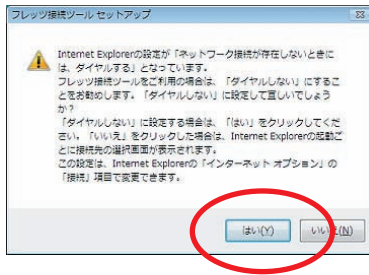 フレッツ接続ツール セットアップ
Internet Explorerの設定が「ネットワーク接続が存在しないときに
は、ダイヤルする」となっています。
フレッツ接続ツールをご利用の場合は、「ダイヤルしない」にするこ
とをお勧めします。「ダイヤルしない」に設定して宜しいでしょう
か?
「ダイヤルしない」に設定する場合は、「はい」をクリックしてくだ
さい。「いいえ」をクリックした場合は、Internet Explorerの起動ご
とに接続先の選択画面が表示されます。
この設定は、Internet Explorerの「インターネット オプション」の
「接続」項目で変更できます。
はい(Y) いいえ(N)